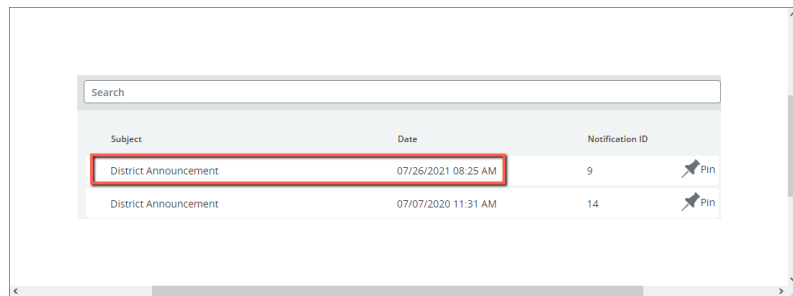 Search
Subject Date Notification ID
District Announcement 07/26/2021 08:25 AM 9 Pin
District Announcement 07/07/2020 11:31 AM 14 Pin